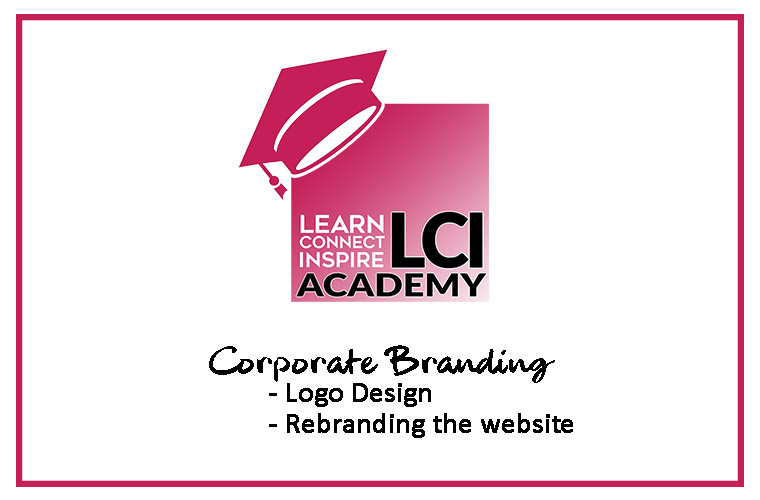 LEARN
CONNECT
INSPIRE
LCI
ACADEMY
Corporate Branding
- Logo Design
- Rebranding the website